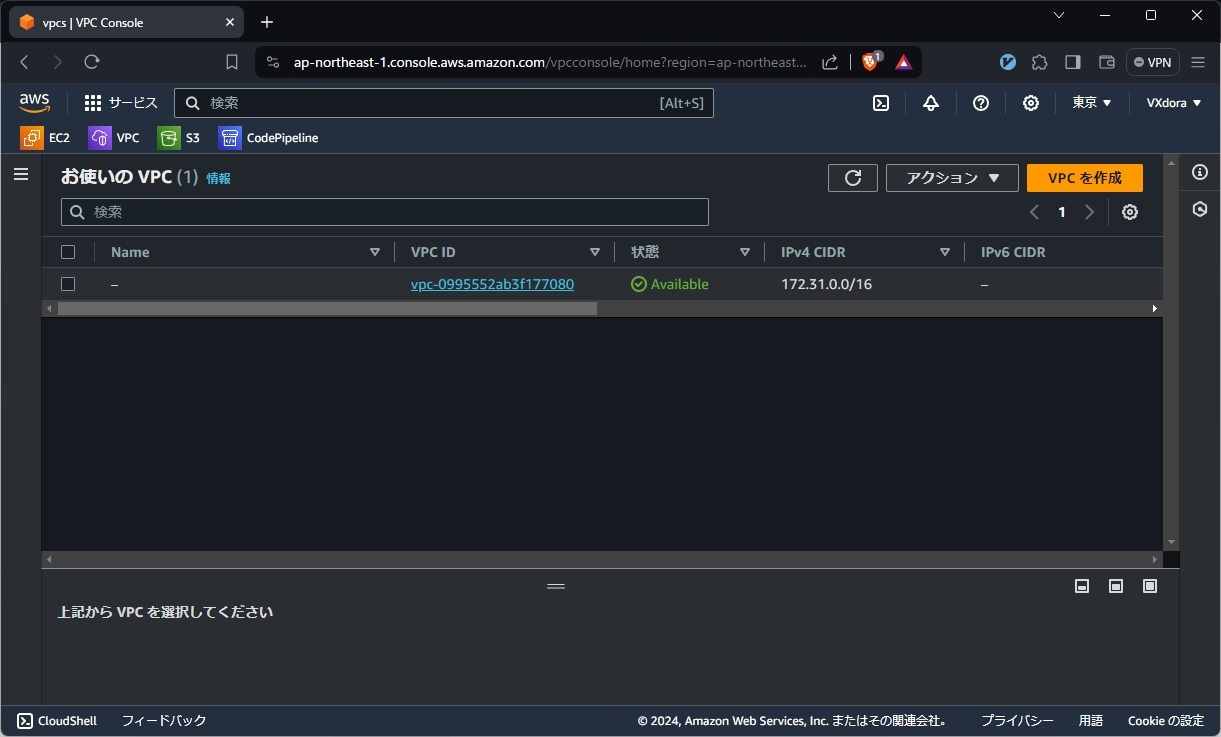 vpcs | VPC Console
ap-northeast-1.console.aws.amazon.com/vpcconsole/home?region=ap-northeast...
1
VPN
aws
サービス
検索
[Alt+S]
東京
VXdora
EC2
VPC
S3
CodePipeline
お使いの VPC (1) 情報
アクション
VPC を作成
検索
1
Name
VPC ID
状態
IPv4 CIDR
IPv6 CIDR
–
vpc-0995552ab3f177080
Available
172.31.0.0/16
–
上記から VPC を選択してください
CloudShell
フィードバック
© 2024, Amazon Web Services, Inc. またはその関連会社。
プライバシー
用語
Cookie の設定